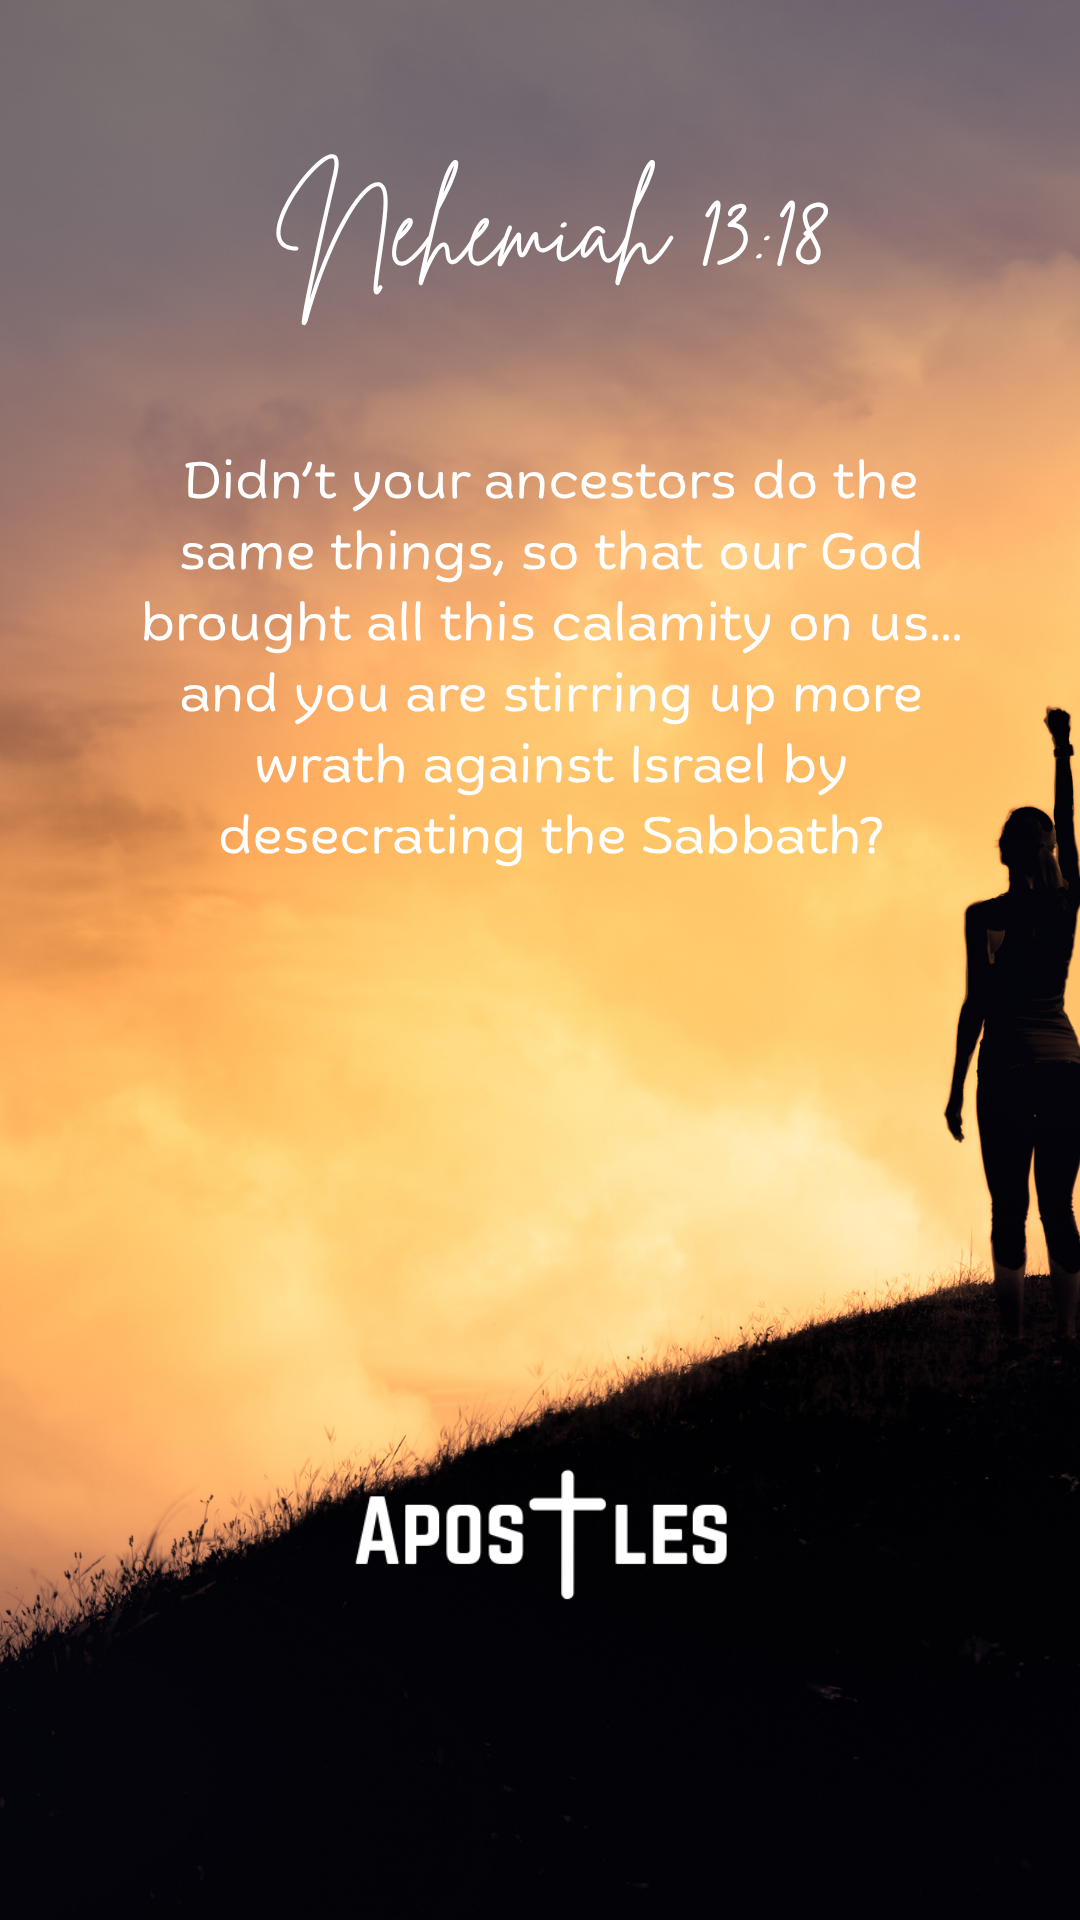 Nehemiah 13:18
Didn't your ancestors do the
same things, so that our God
brought all this calamity on us...
and you are stirring up more
wrath against Israel by
desecrating the Sabbath?
APOSTLES